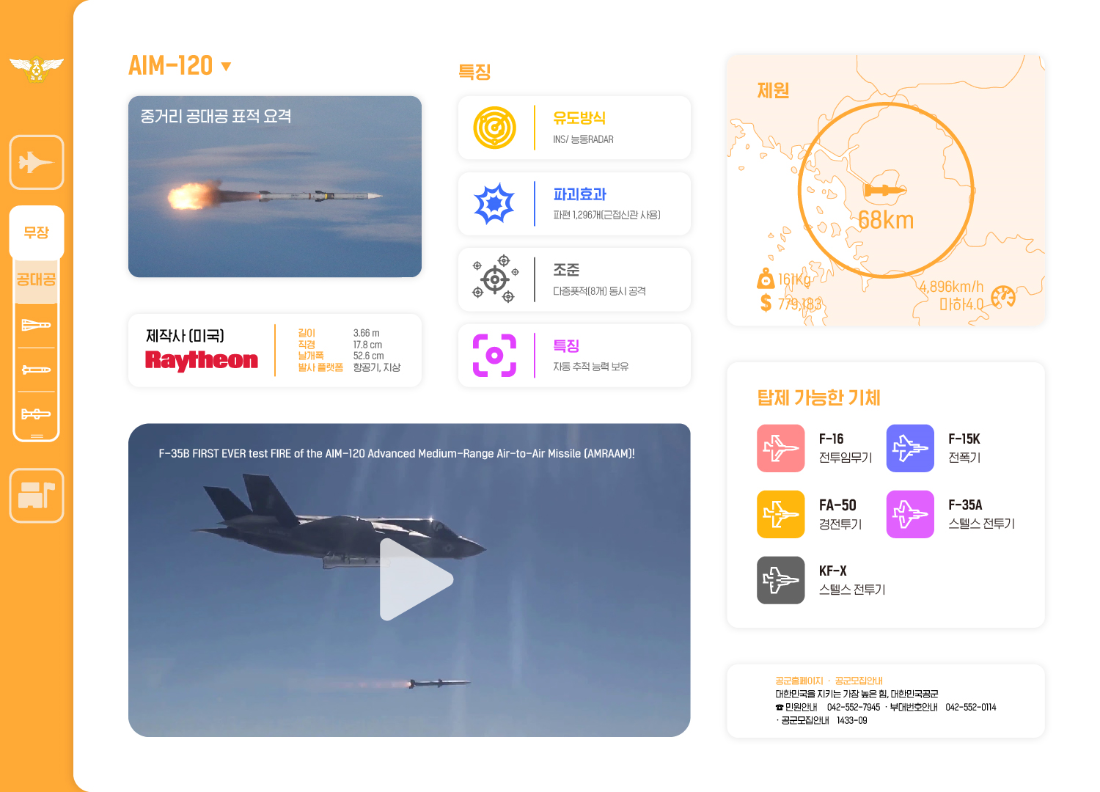 무장
공대공
AIM-120 ▼
중거리 공대공 표적 요격
제작사 (미국)
Raytheon
길이 3.66 m
직경 17.8 cm
날개폭 52.6 cm
발사 플랫폼 항공기, 지상
특징
유도방식
INS/ 능동RADAR
파괴효과
파편 1,296개(근접신관 사용)
조준
다중표적(8개) 동시 공격
특징
자동 추적 능력 보유
F-35B FIRST EVER test FIRE of the AIM-120 Advanced Medium-Range Air-to-Air Missile (AMRAAM)!
제원
68km
161Kg
$ 779,183
4,896km/h
마하4.0
탑제 가능한 기체
F-16
전투임무기
F-15K
전폭기
FA-50
경전투기
F-35A
스텔스 전투기
KF-X
스텔스 전투기
공군홈페이지 · 공군모집안내
대한민국을 지키는 가장 높은 힘, 대한민국공군
☎ 민원안내 042-552-7945 · 부대번호안내 042-552-0114
· 공군모집안내 1433-09